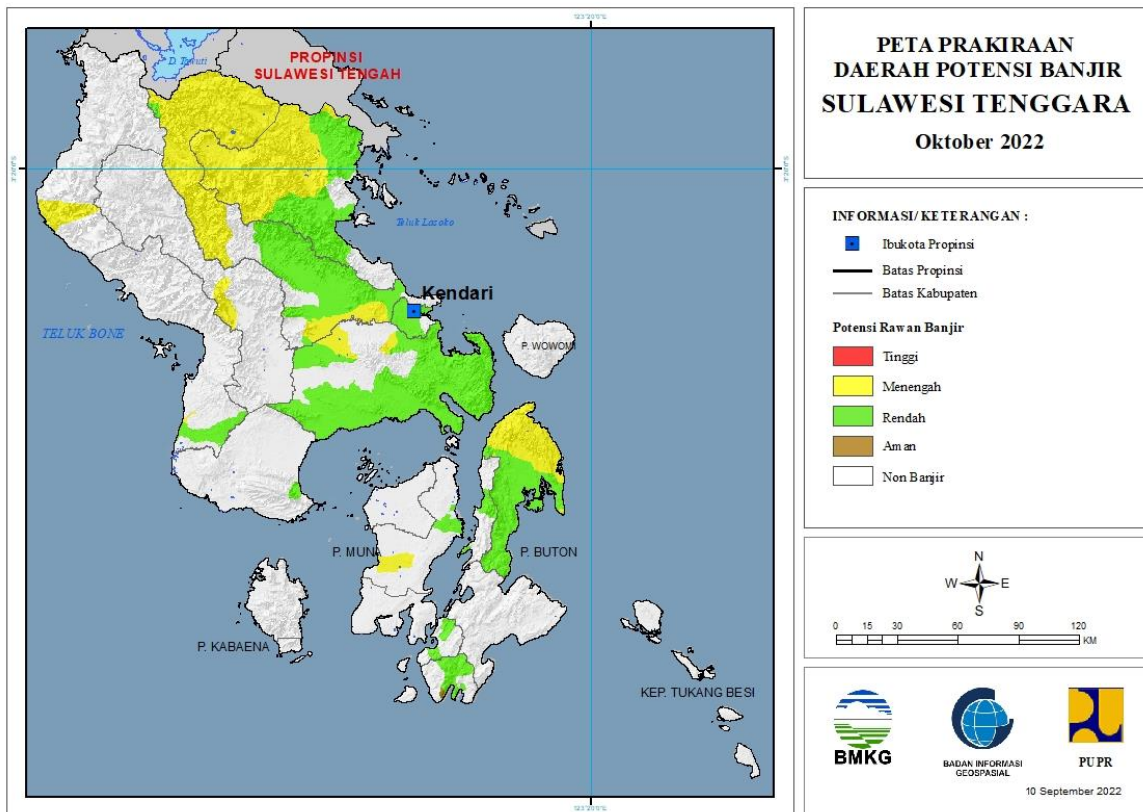 PETA PRAKIRAAN
DAERAH POTENSI BANJIR
SULAWESI TENGGARA
Oktober 2022
INFORMASI/ KETERANGAN :
Ibukota Propinsi
Batas Propinsi
Batas Kabupaten
Potensi Rawan Banjir
Tinggi
Menengah
Rendah
Aman
Non Banjir
N
W E
S
0 15 30 60 90 120
KM
BMKG
BADAN INFORMASI
GEOSPASIAL
PUPR
10 September 2022
PROPINSI
SULAWESI TENGAH
Teluk Lasolo
Kendari
TELUK BONE
P. WOWONI
P. MUNA
P. BUTON
P. KABAENA
KEP. TUKANG BESI